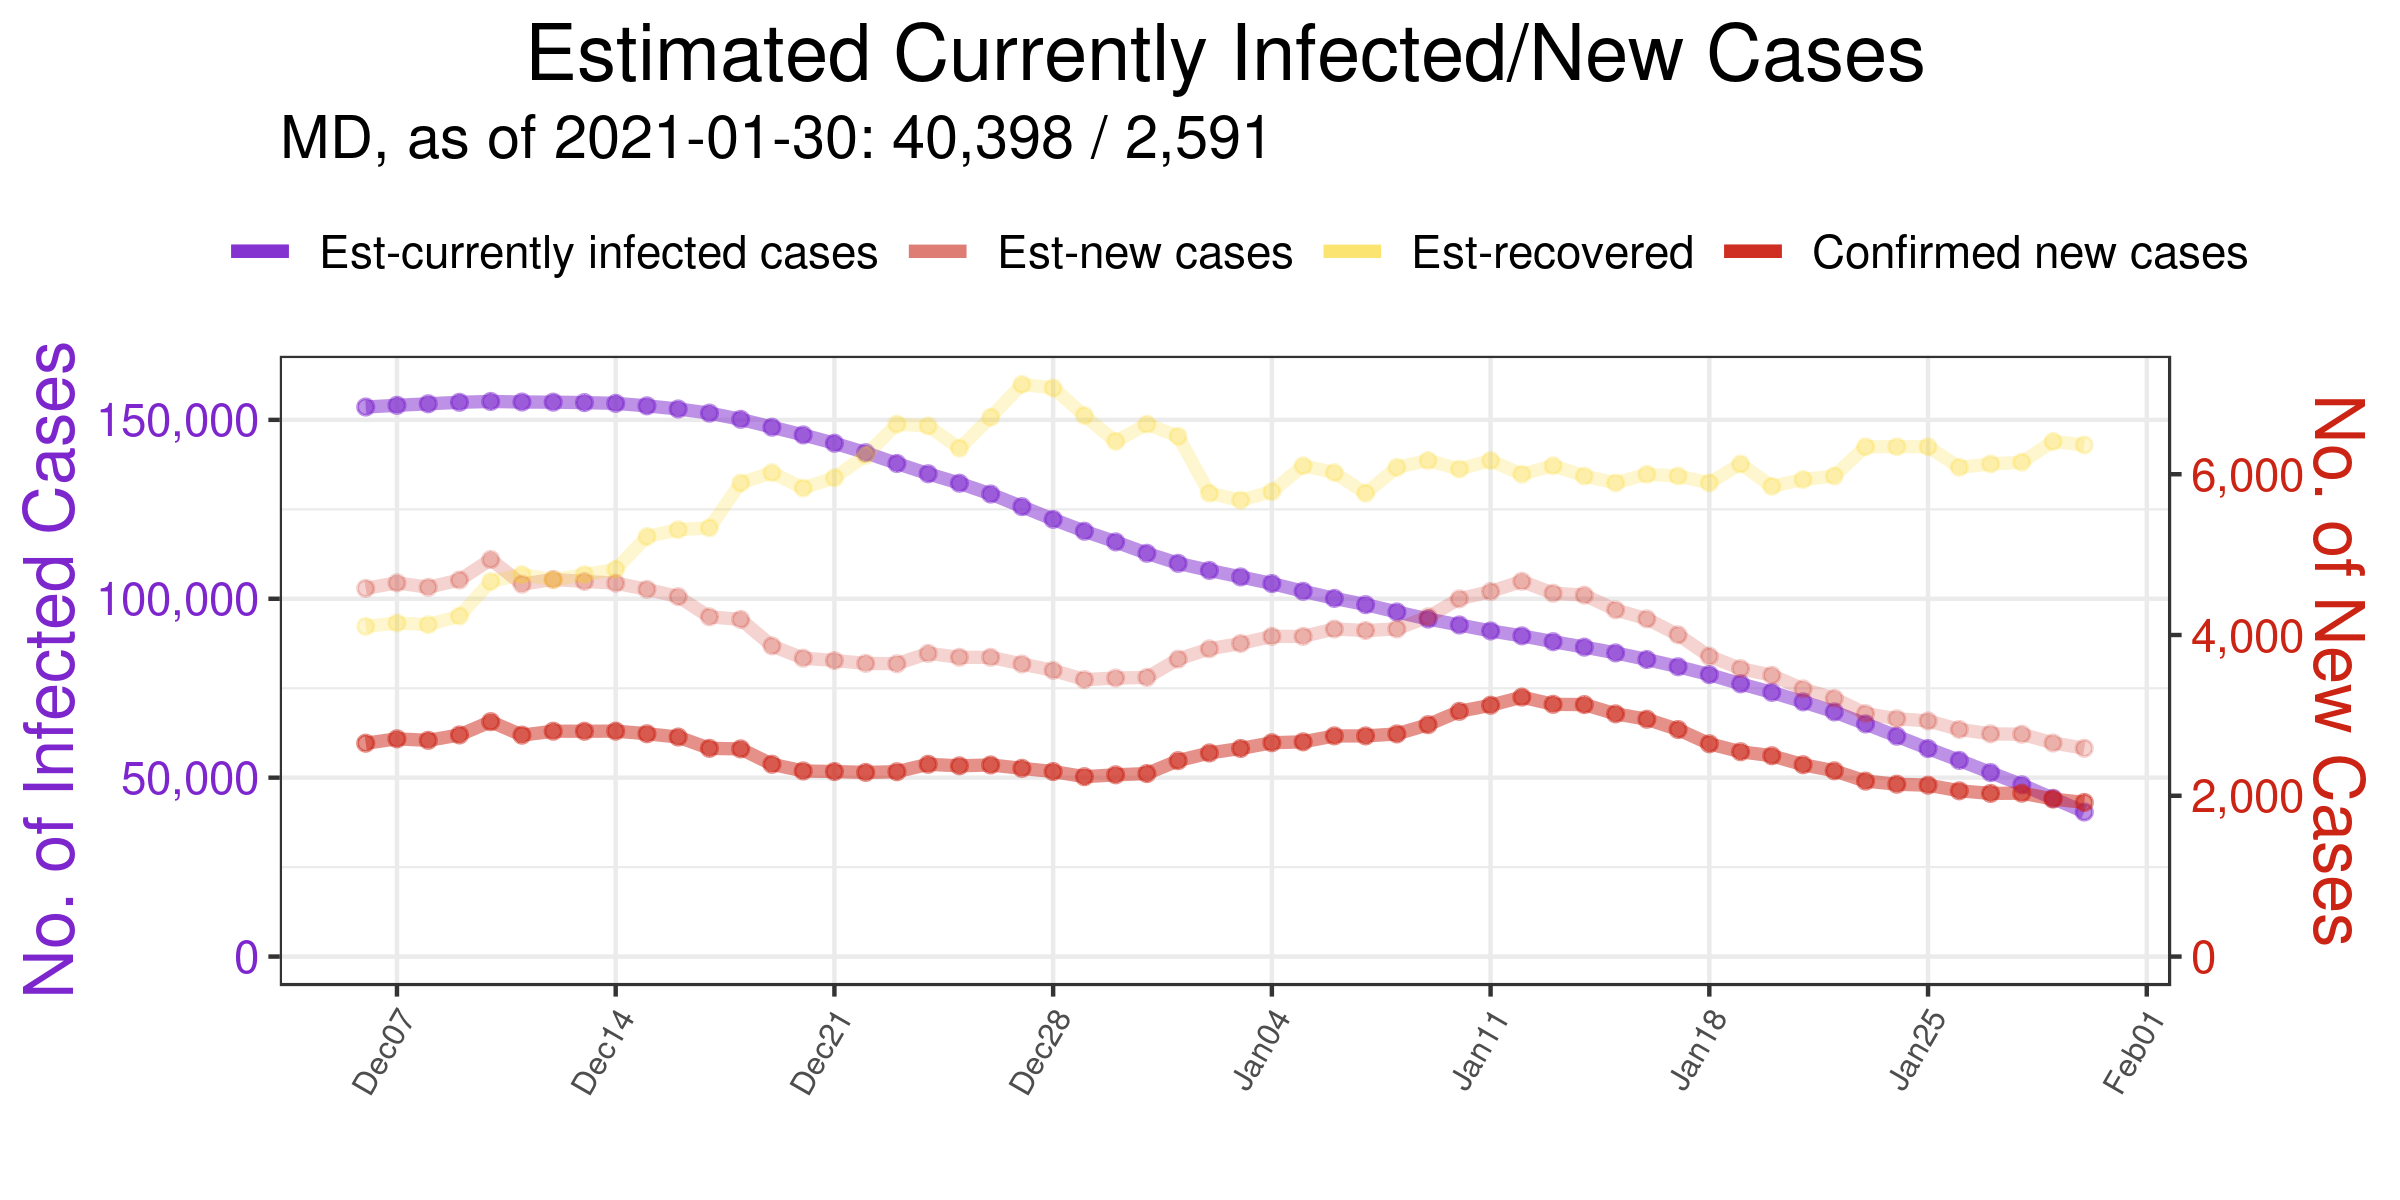 Estimated Currently Infected/New Cases
MD, as of 2021-01-30: 40,398 / 2,591
Est-currently infected cases Est-new cases Est-recovered Confirmed new cases
No. of Infected Cases
150,000
100,000
50,000
0
6,000
4,000
2,000
0
No. of New Cases
Dec07 Dec14 Dec21 Dec28 Jan04 Jan11 Jan18 Jan25 Feb01